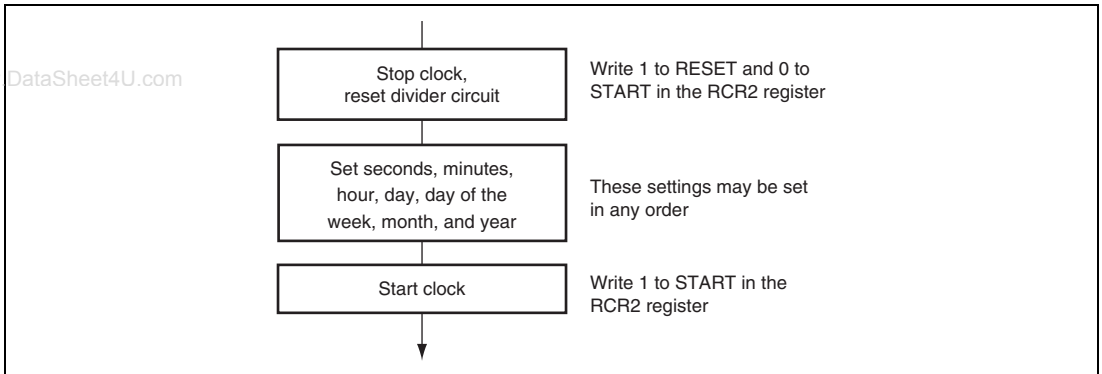 DataSheet4U.com
Stop clock,
reset divider circuit
Write 1 to RESET and 0 to
START in the RCR2 register
Set seconds, minutes,
hour, day, day of the
week, month, and year
These settings may be set
in any order
Start clock
Write 1 to START in the
RCR2 register